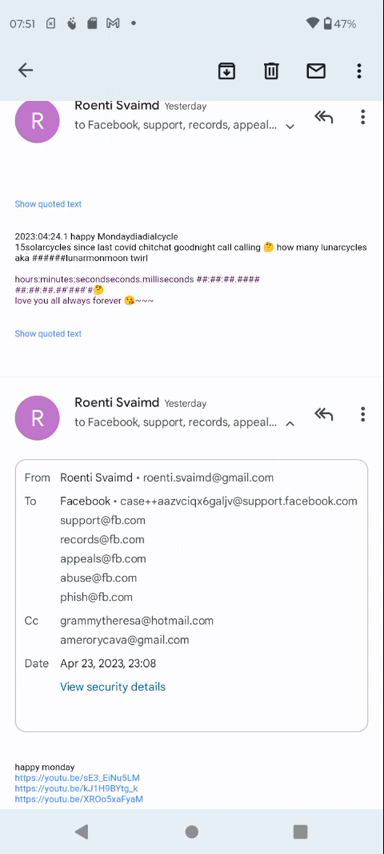 07:51 47%
Roenti Svaimd Yesterday
R
to Facebook, support, records, appeal...
Show quoted text
2023:04:24.1 happy Mondaydiadialcycle
15solarcycles since last covid chitchat goodnight call calling 🤔 how many lunarcycles
aka ######lunarmonmoon twirl
hours:minutes:secondseconds.milliseconds ##:##:##.####
##:##:##.##'###'#🤔
love you all always forever 😘~~~
Show quoted text
Roenti Svaimd Yesterday
R
to Facebook, support, records, appeal...
From Roenti Svaimd • roenti.svaimd@gmail.com
To Facebook • case++aazvciqx6galjv@support.facebook.com
support@fb.com
records@fb.com
appeals@fb.com
abuse@fb.com
phish@fb.com
Cc grammytheresa@hotmail.com
amerorycava@gmail.com
Date Apr 23, 2023, 23:08
View security details
happy monday
https://youtu.be/sE3_EiNu5LM
https://youtu.be/kJ1H9BYtg_k
https://youtu.be/XROo5xaFyaM